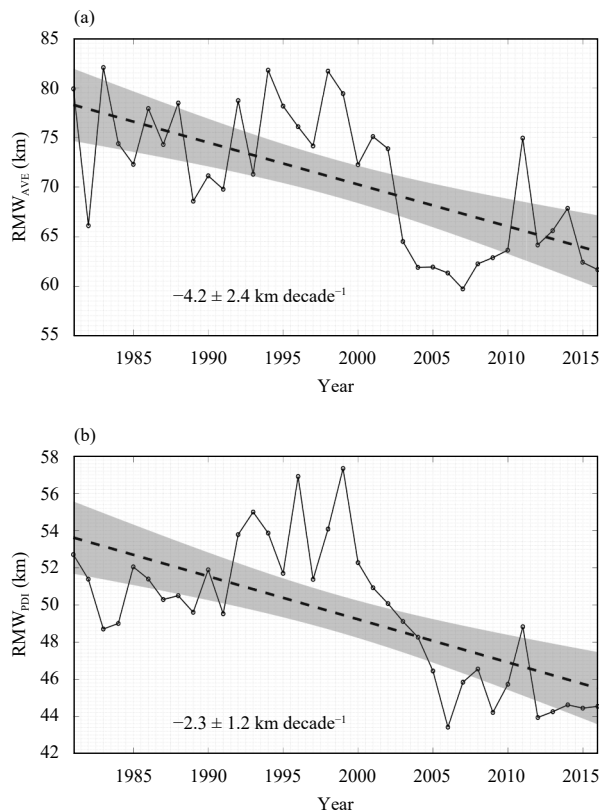 (a)
85
80
75
70
65
60
55
RMW_AVE (km)
−4.2 ± 2.4 km decade⁻¹
1985 1990 1995 2000 2005 2010 2015
Year
(b)
58
56
54
52
50
48
46
44
42
RMW_PDI (km)
−2.3 ± 1.2 km decade⁻¹
1985 1990 1995 2000 2005 2010 2015
Year